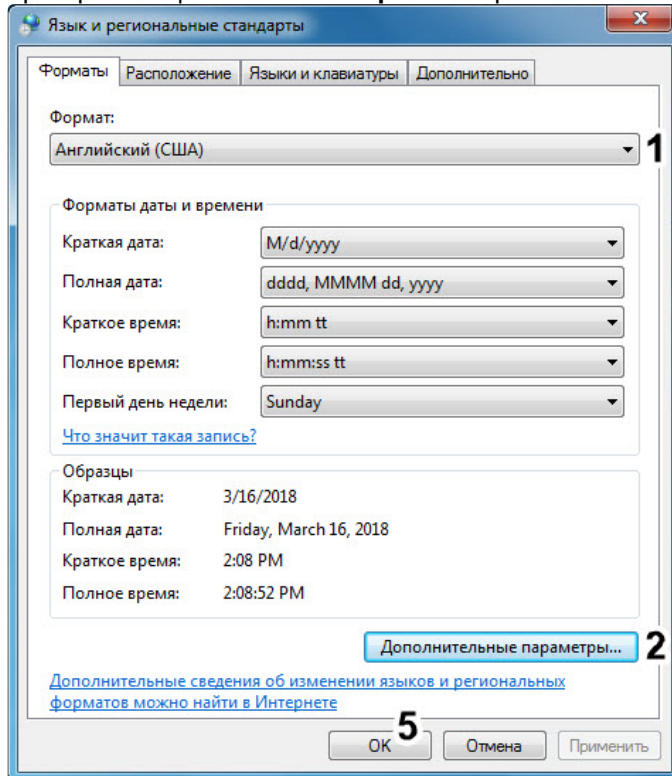 Язык и региональные стандарты
Форматы Расположение Языки и клавиатуры Дополнительно
Формат:
Английский (США) 1
Форматы даты и времени
Краткая дата: M/d/yyyy
Полная дата: dddd, MMMM dd, yyyy
Краткое время: h:mm tt
Полное время: h:mm:ss tt
Первый день недели: Sunday
Что значит такая запись?
Образцы
Краткая дата: 3/16/2018
Полная дата: Friday, March 16, 2018
Краткое время: 2:08 PM
Полное время: 2:08:52 PM
Дополнительные параметры... 2
Дополнительные сведения об изменении языков и региональных
форматов можно найти в Интернете
5
OK Отмена Применить